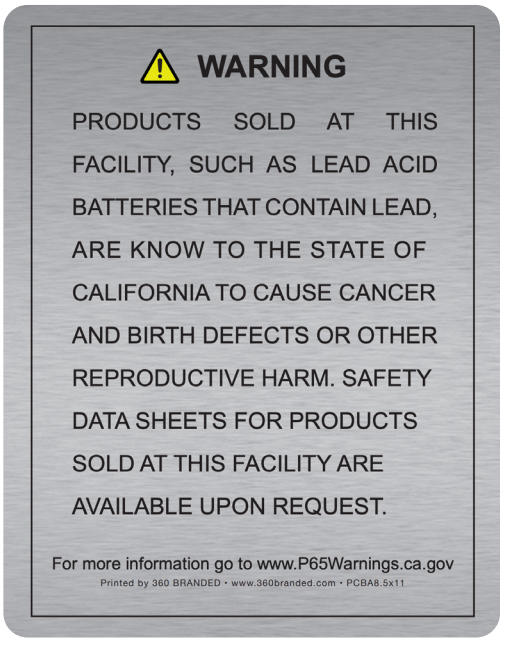 WARNING
PRODUCTS SOLD AT THIS
FACILITY, SUCH AS LEAD ACID
BATTERIES THAT CONTAIN LEAD,
ARE KNOW TO THE STATE OF
CALIFORNIA TO CAUSE CANCER
AND BIRTH DEFECTS OR OTHER
REPRODUCTIVE HARM. SAFETY
DATA SHEETS FOR PRODUCTS
SOLD AT THIS FACILITY ARE
AVAILABLE UPON REQUEST.
For more information go to www.P65Warnings.ca.gov
Printed by 360 BRANDED • www.360branded.com • PCBA8.5x11